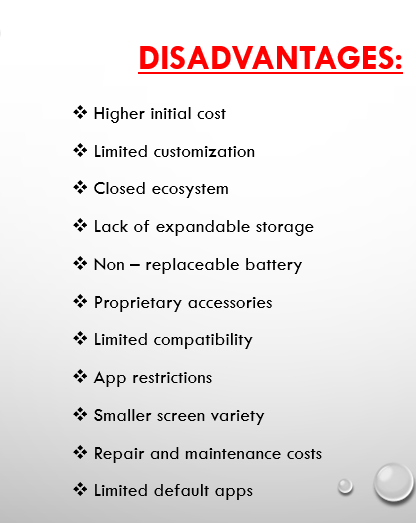 DISADVANTAGES:
❖ Higher initial cost
❖ Limited customization
❖ Closed ecosystem
❖ Lack of expandable storage
❖ Non – replaceable battery
❖ Proprietary accessories
❖ Limited compatibility
❖ App restrictions
❖ Smaller screen variety
❖ Repair and maintenance costs
❖ Limited default apps